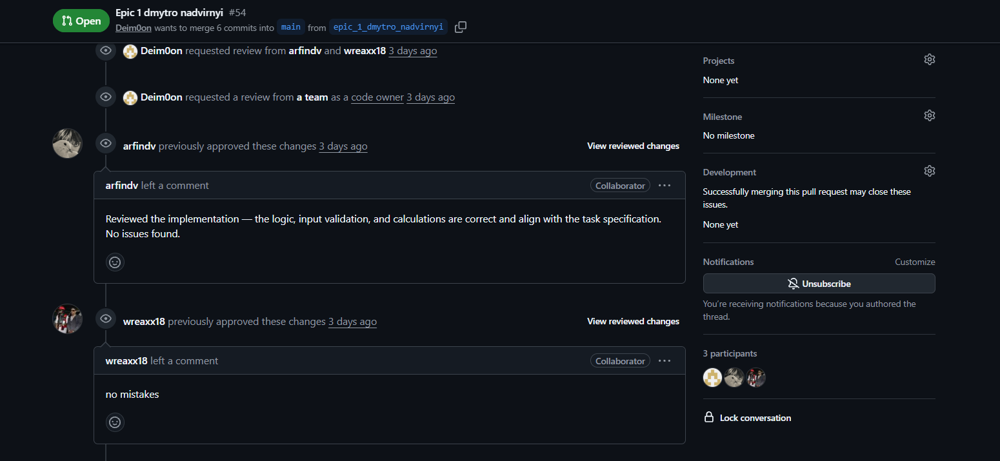 Open
Epic 1 dmytro nadvirnyi #54
Deim0on wants to merge 6 commits into main from epic_1_dmytro_nadvirnyi
Deim0on requested review from arfindv and wreaxx18 3 days ago
Deim0on requested a review from a team as a code owner 3 days ago
arfindv previously approved these changes 3 days ago
View reviewed changes
arfindv left a comment
Collaborator
Reviewed the implementation — the logic, input validation, and calculations are correct and align with the task specification.
No issues found.
wreaxx18 previously approved these changes 3 days ago
View reviewed changes
wreaxx18 left a comment
Collaborator
no mistakes
Projects
None yet
Milestone
No milestone
Development
Successfully merging this pull request may close these
issues.
None yet
Notifications
Customize
Unsubscribe
You're receiving notifications because you authored the
thread.
3 participants
Lock conversation